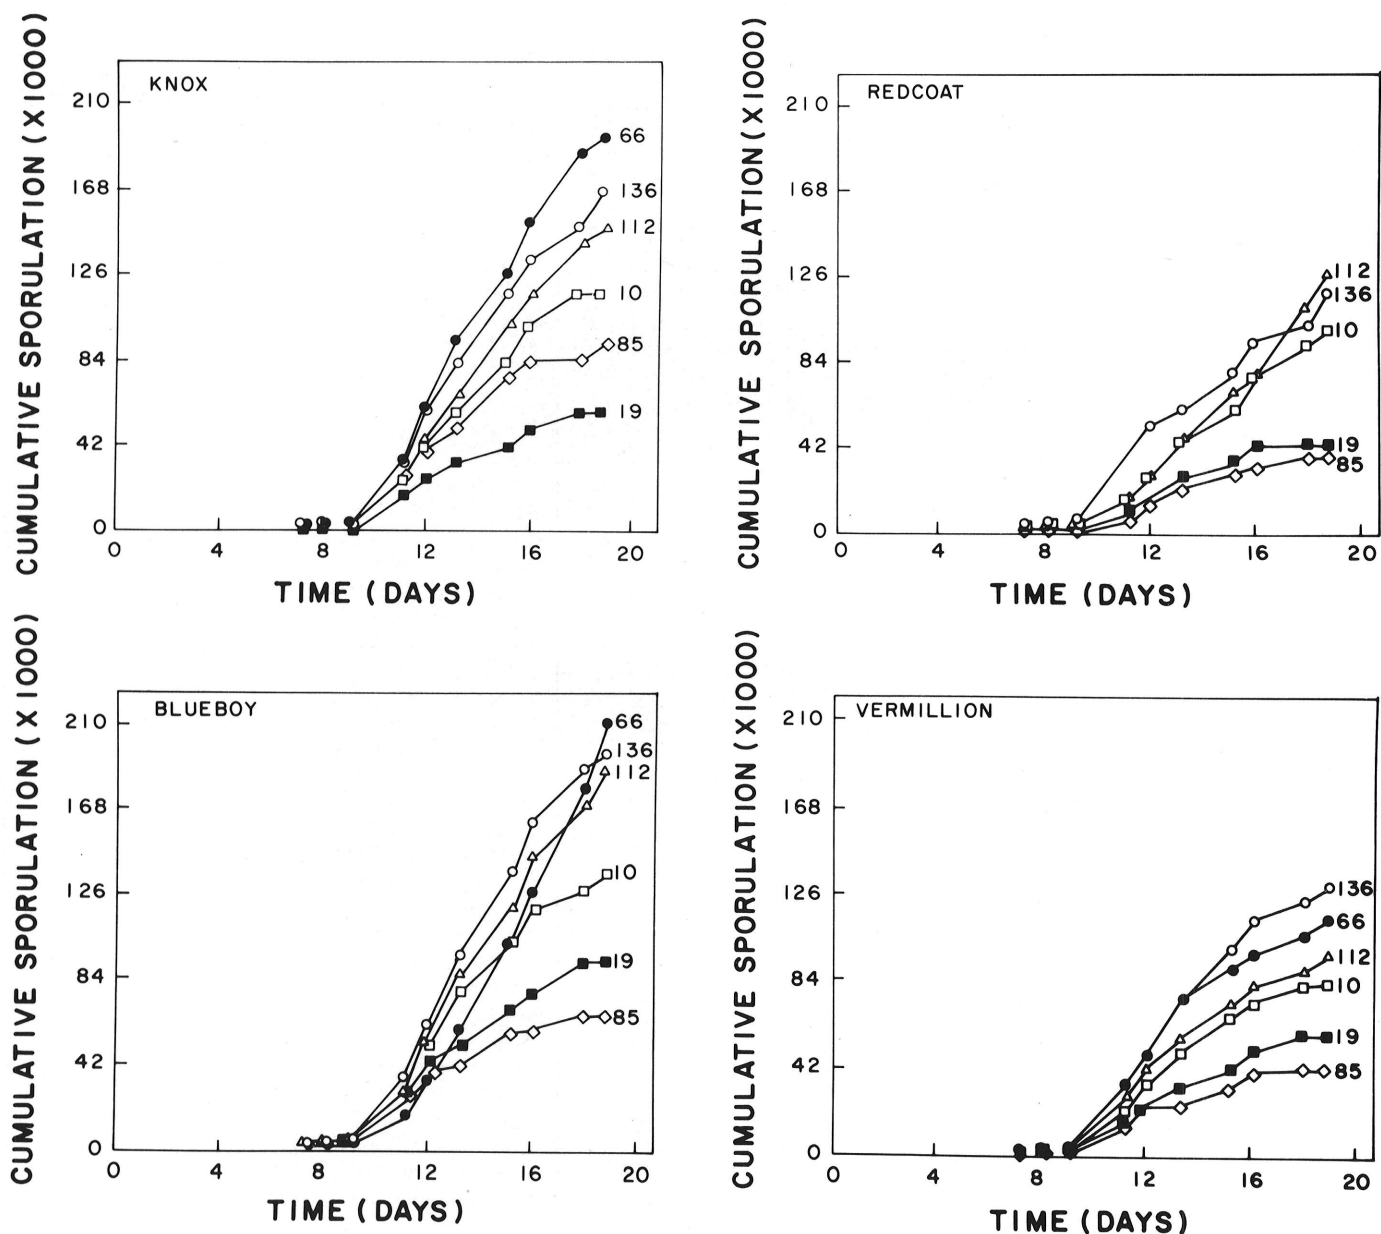 CUMULATIVE SPORULATION (X1000)
KNOX
210
168
126
84
42
0
66
136
112
10
85
19
0 4 8 12 16 20
TIME (DAYS)
CUMULATIVE SPORULATION (X1000)
REDCOAT
210
168
126
84
42
0
112
136
10
19
85
0 4 8 12 16 20
TIME (DAYS)
CUMULATIVE SPORULATION (X1000)
BLUEBOY
210
168
126
84
42
0
66
136
112
10
19
85
0 4 8 12 16 20
TIME (DAYS)
CUMULATIVE SPORULATION (X1000)
VERMILLION
210
168
126
84
42
0
136
66
112
10
19
85
0 4 8 12 16 20
TIME (DAYS)